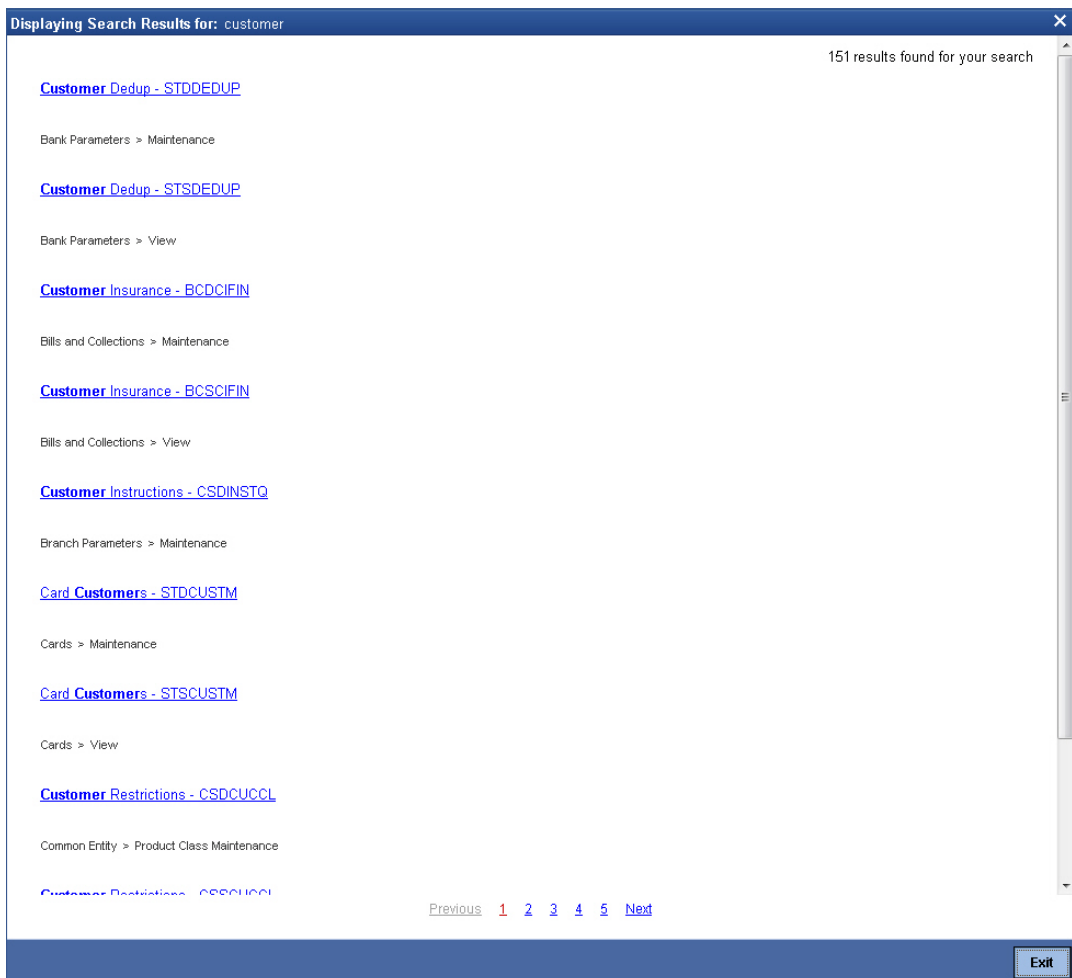 Displaying Search Results for: customer
151 results found for your search
Customer Dedup - STDDEDUP
Bank Parameters > Maintenance
Customer Dedup - STSDEDUP
Bank Parameters > View
Customer Insurance - BCDCIFIN
Bills and Collections > Maintenance
Customer Insurance - BCSCIFIN
Bills and Collections > View
Customer Instructions - CSDINSTQ
Branch Parameters > Maintenance
Card Customers - STDCUSTM
Cards > Maintenance
Card Customers - STSCUSTM
Cards > View
Customer Restrictions - CSDCUCCL
Common Entity > Product Class Maintenance
Customer Restrictions - CSSCUCCL
Previous 1 2 3 4 5 Next
Exit